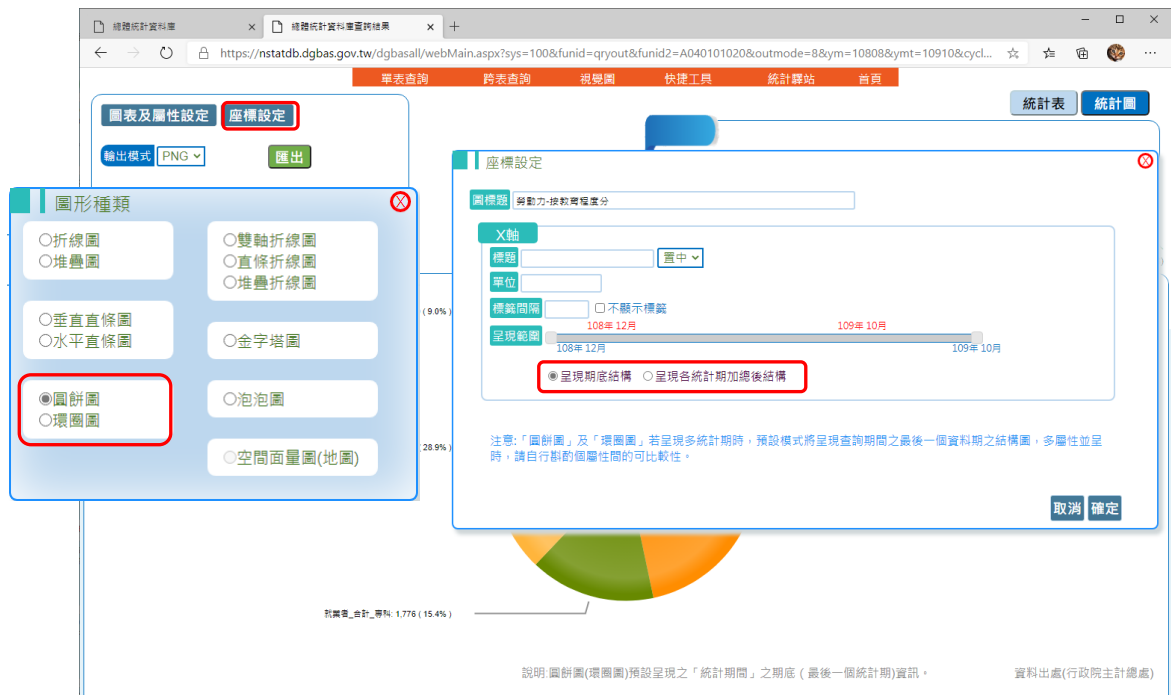 總體統計資料庫
總體統計資料庫查詢結果
https://nstatdb.dgbas.gov.tw/dgbasall/webMain.aspx?sys=100&funid=qryout&funid2=A040101020&outmode=8&ym=10808&ymt=10910&cycl...
單表查詢 跨表查詢 視覺圖 快捷工具 統計驛站 首頁
統計表 統計圖
圖表及屬性設定 座標設定
輸出模式 PNG 匯出
圖形種類
折線圖
堆疊圖
雙軸折線圖
直條折線圖
堆疊折線圖
垂直直條圖
水平直條圖
金字塔圖
圓餅圖
環圈圖
泡泡圖
空間面量圖(地圖)
座標設定
圖標題 勞動力-按教育程度分
X軸
標題 置中
單位
標籤間隔 不顯示標籤
呈現範圍 108年 12月 109年 10月
108年 12月 109年 10月
呈現期底結構 呈現各統計期加總後結構
注意:「圓餅圖」及「環圈圖」若呈現多統計期時，預設模式將呈現查詢期間之最後一個資料期之結構圖，多屬性並呈
時，請自行斟酌個屬性間的可比較性。
取消 確定
( 9.0% )
( 28.9% )
就業者_合計_專科: 1,776 ( 15.4% )
說明:圓餅圖(環圈圖)預設呈現之「統計期間」之期底 ( 最後一個統計期)資訊。
資料出處(行政院主計總處)